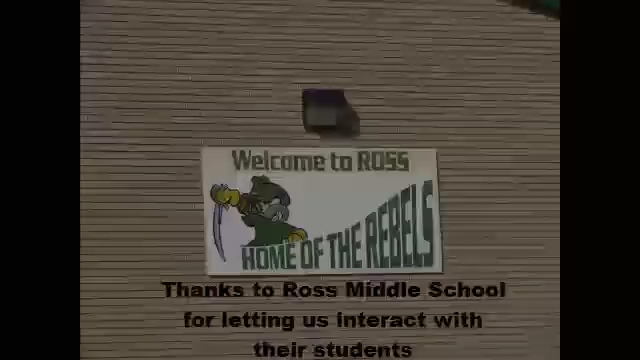 Welcome to ROSS
HOME OF THE REBELS
Thanks to Ross Middle School
for letting us interact with
their students